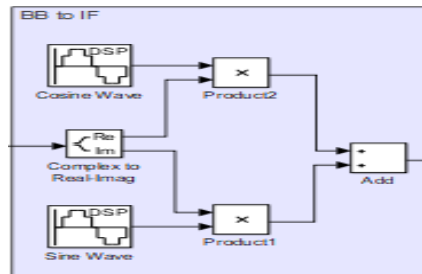 BB to IF
DSP
Cosine Wave
×
Product2
Re
Im
Complex to
Real-Imag
+
+
Add
DSP
Sine Wave
×
Product1